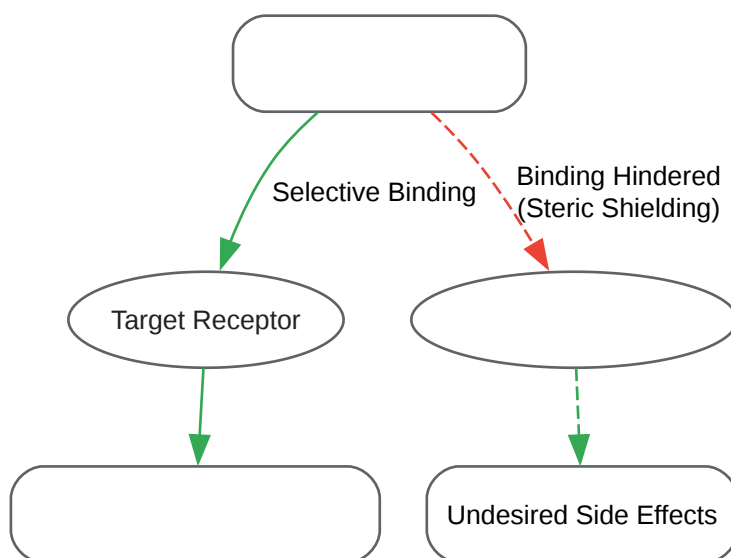 Selective Binding
Binding Hindered
(Steric Shielding)
Target Receptor
Undesired Side Effects